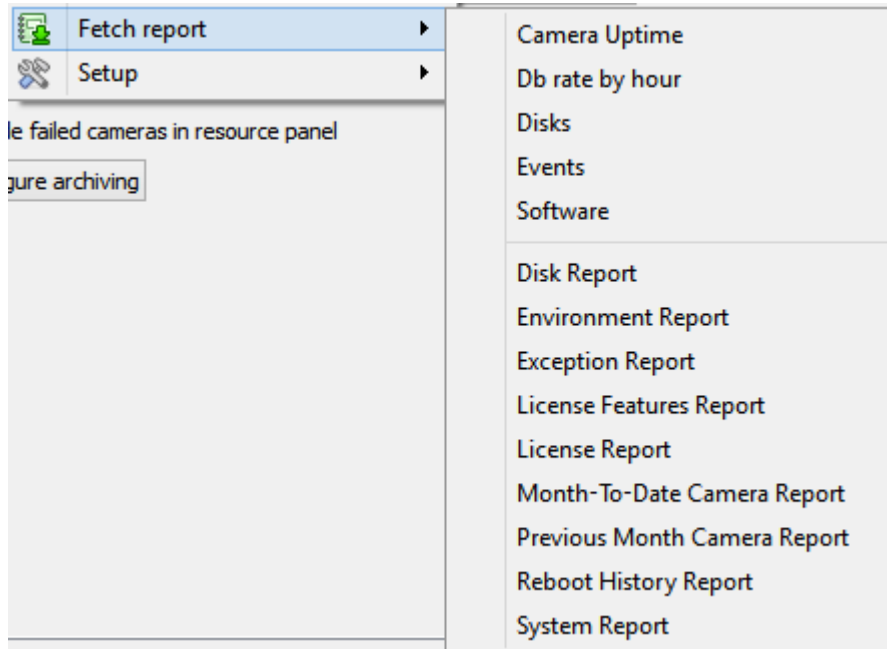 Fetch report
Setup
le failed cameras in resource panel
gure archiving
Camera Uptime
Db rate by hour
Disks
Events
Software
Disk Report
Environment Report
Exception Report
License Features Report
License Report
Month-To-Date Camera Report
Previous Month Camera Report
Reboot History Report
System Report